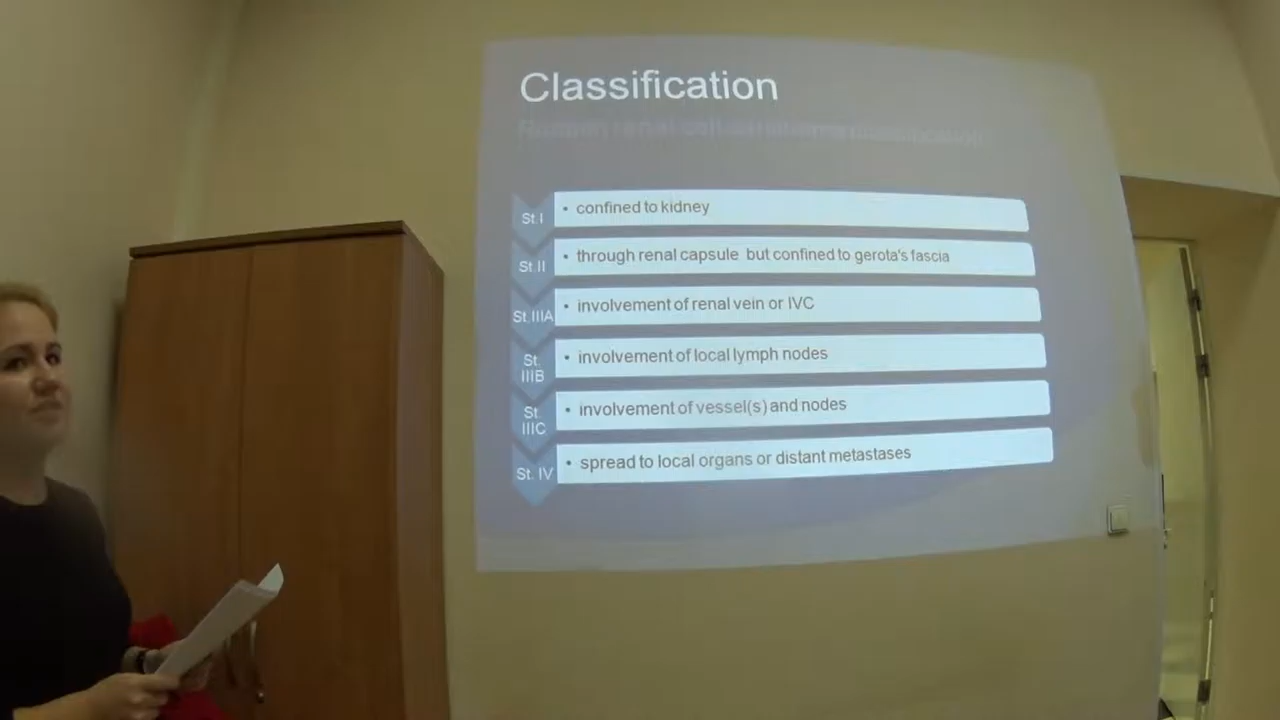 Classification
renal cell
St.I
• confined to kidney
St.II
• through renal capsule but confined to gerota's fascia
St.IIIA
• involvement of renal vein or IVC
St.
IIIB
• involvement of local lymph nodes
St.
IIIC
• involvement of vessel(s) and nodes
St. IV
• spread to local organs or distant metastases